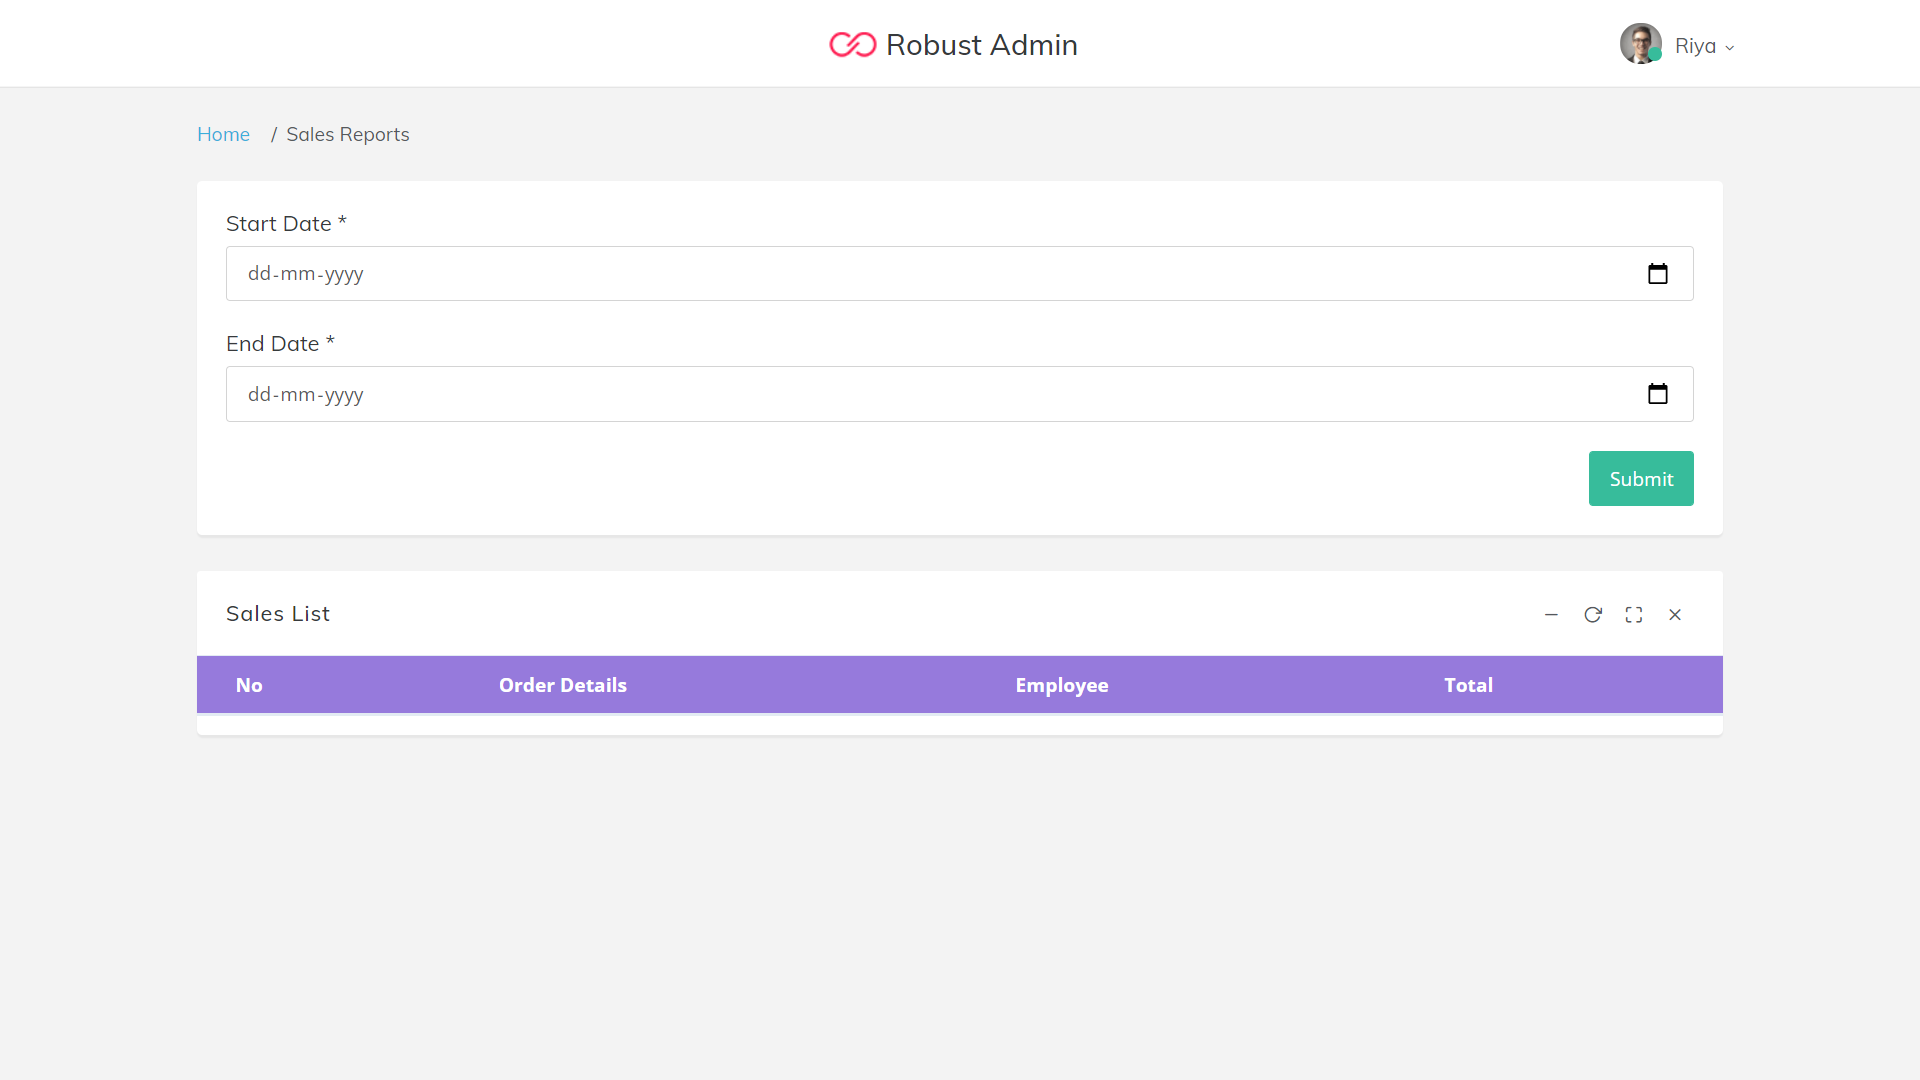 Robust Admin
Riya
Home / Sales Reports
Start Date *
dd-mm-yyyy
End Date *
dd-mm-yyyy
Submit
Sales List
No Order Details Employee Total